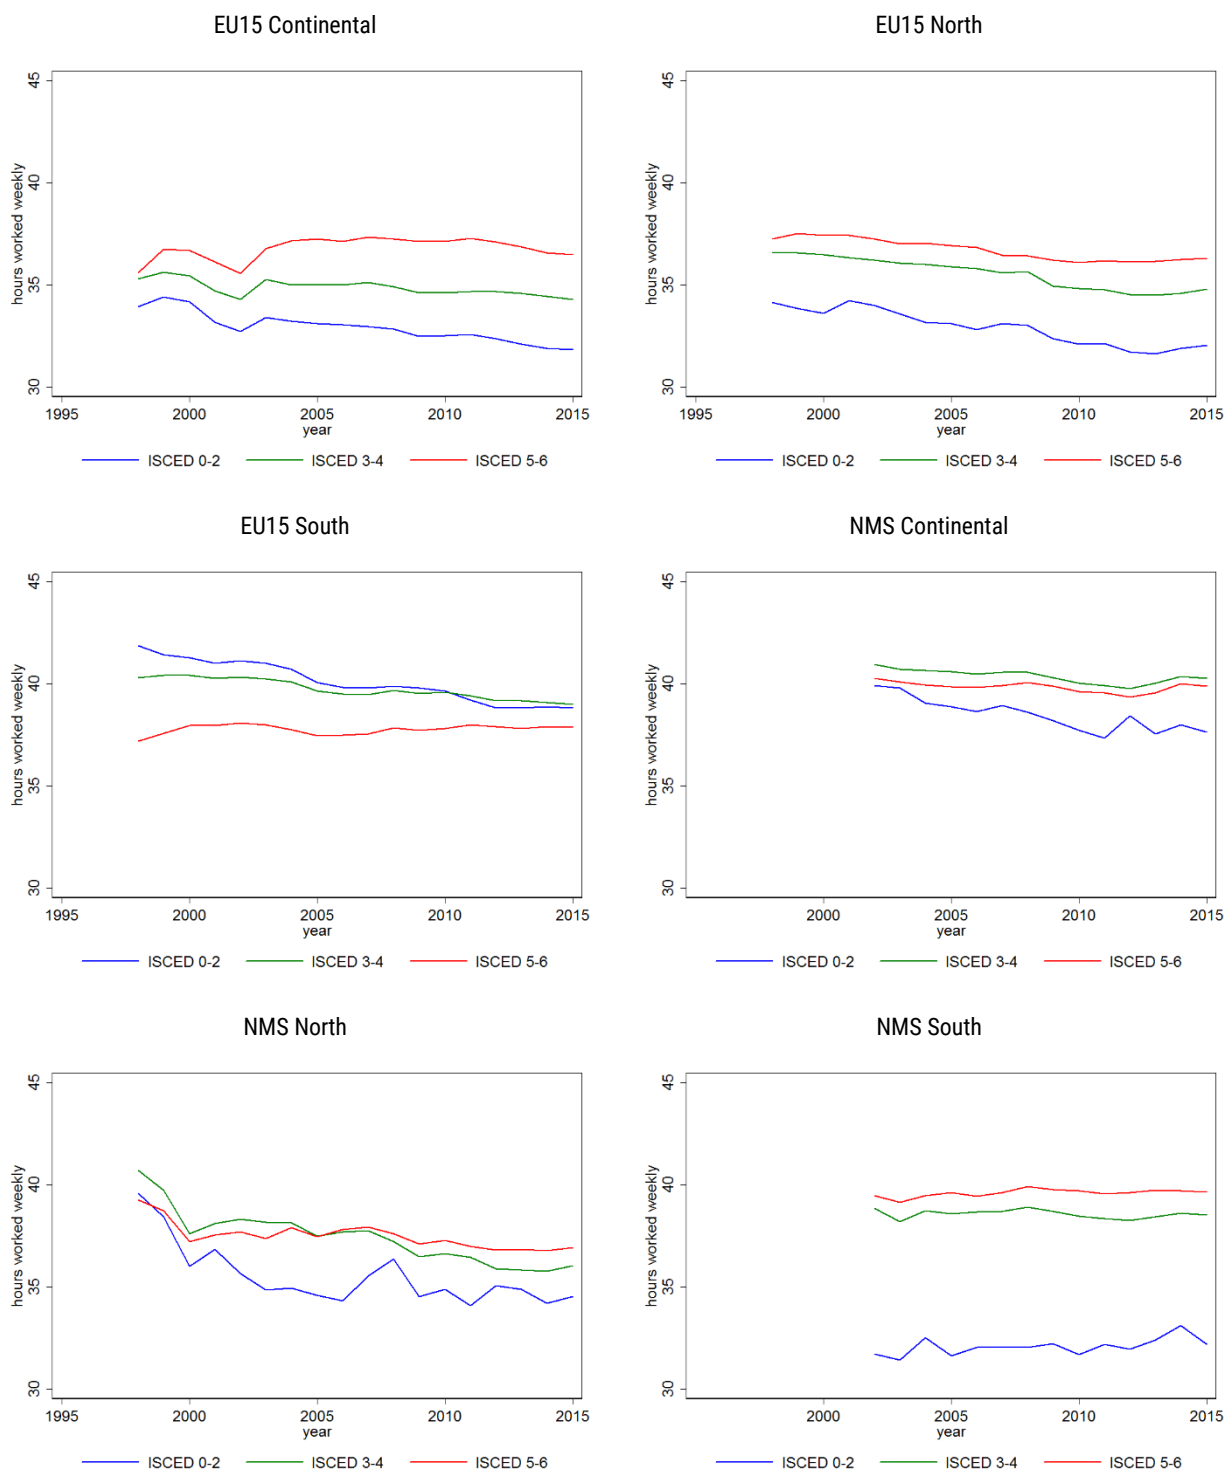 EU15 Continental
45
40
35
30
hours worked weekly
1995 2000 2005 2010 2015
year
ISCED 0-2 ISCED 3-4 ISCED 5-6
EU15 North
45
40
35
30
hours worked weekly
1995 2000 2005 2010 2015
year
ISCED 0-2 ISCED 3-4 ISCED 5-6
EU15 South
45
40
35
30
hours worked weekly
1995 2000 2005 2010 2015
year
ISCED 0-2 ISCED 3-4 ISCED 5-6
NMS Continental
45
40
35
30
hours worked weekly
2000 2005 2010 2015
year
ISCED 0-2 ISCED 3-4 ISCED 5-6
NMS North
45
40
35
30
hours worked weekly
1995 2000 2005 2010 2015
year
ISCED 0-2 ISCED 3-4 ISCED 5-6
NMS South
45
40
35
30
hours worked weekly
2000 2005 2010 2015
year
ISCED 0-2 ISCED 3-4 ISCED 5-6